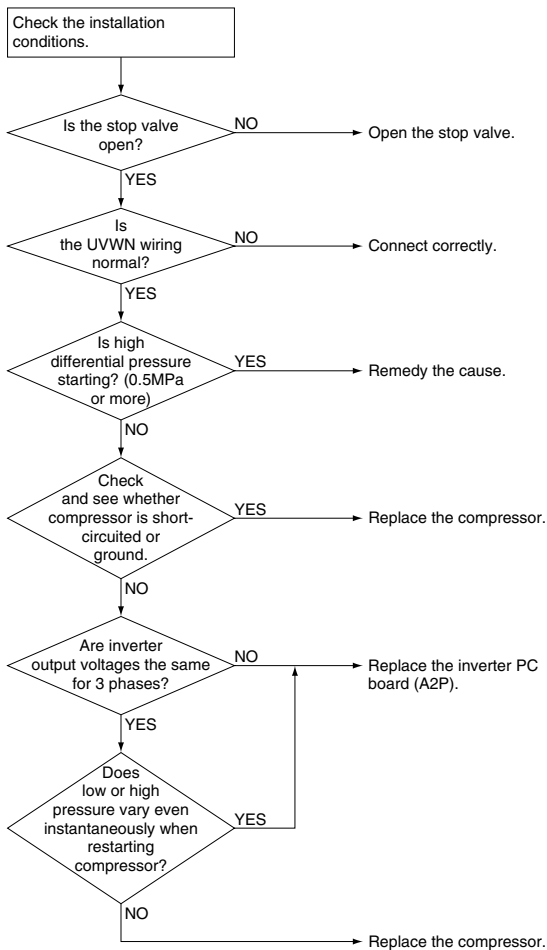 Check the installation
conditions.
Is the stop valve
open?
NO
Open the stop valve.
YES
Is
the UVWN wiring
normal?
NO
Connect correctly.
YES
Is high
differential pressure
starting? (0.5MPa
or more)
YES
Remedy the cause.
NO
Check
and see whether
compressor is short-
circuited or
ground.
YES
Replace the compressor.
NO
Are inverter
output voltages the same
for 3 phases?
NO
Replace the inverter PC
board (A2P).
YES
Does
low or high
pressure vary even
instantaneously when
restarting
compressor?
YES
NO
Replace the compressor.